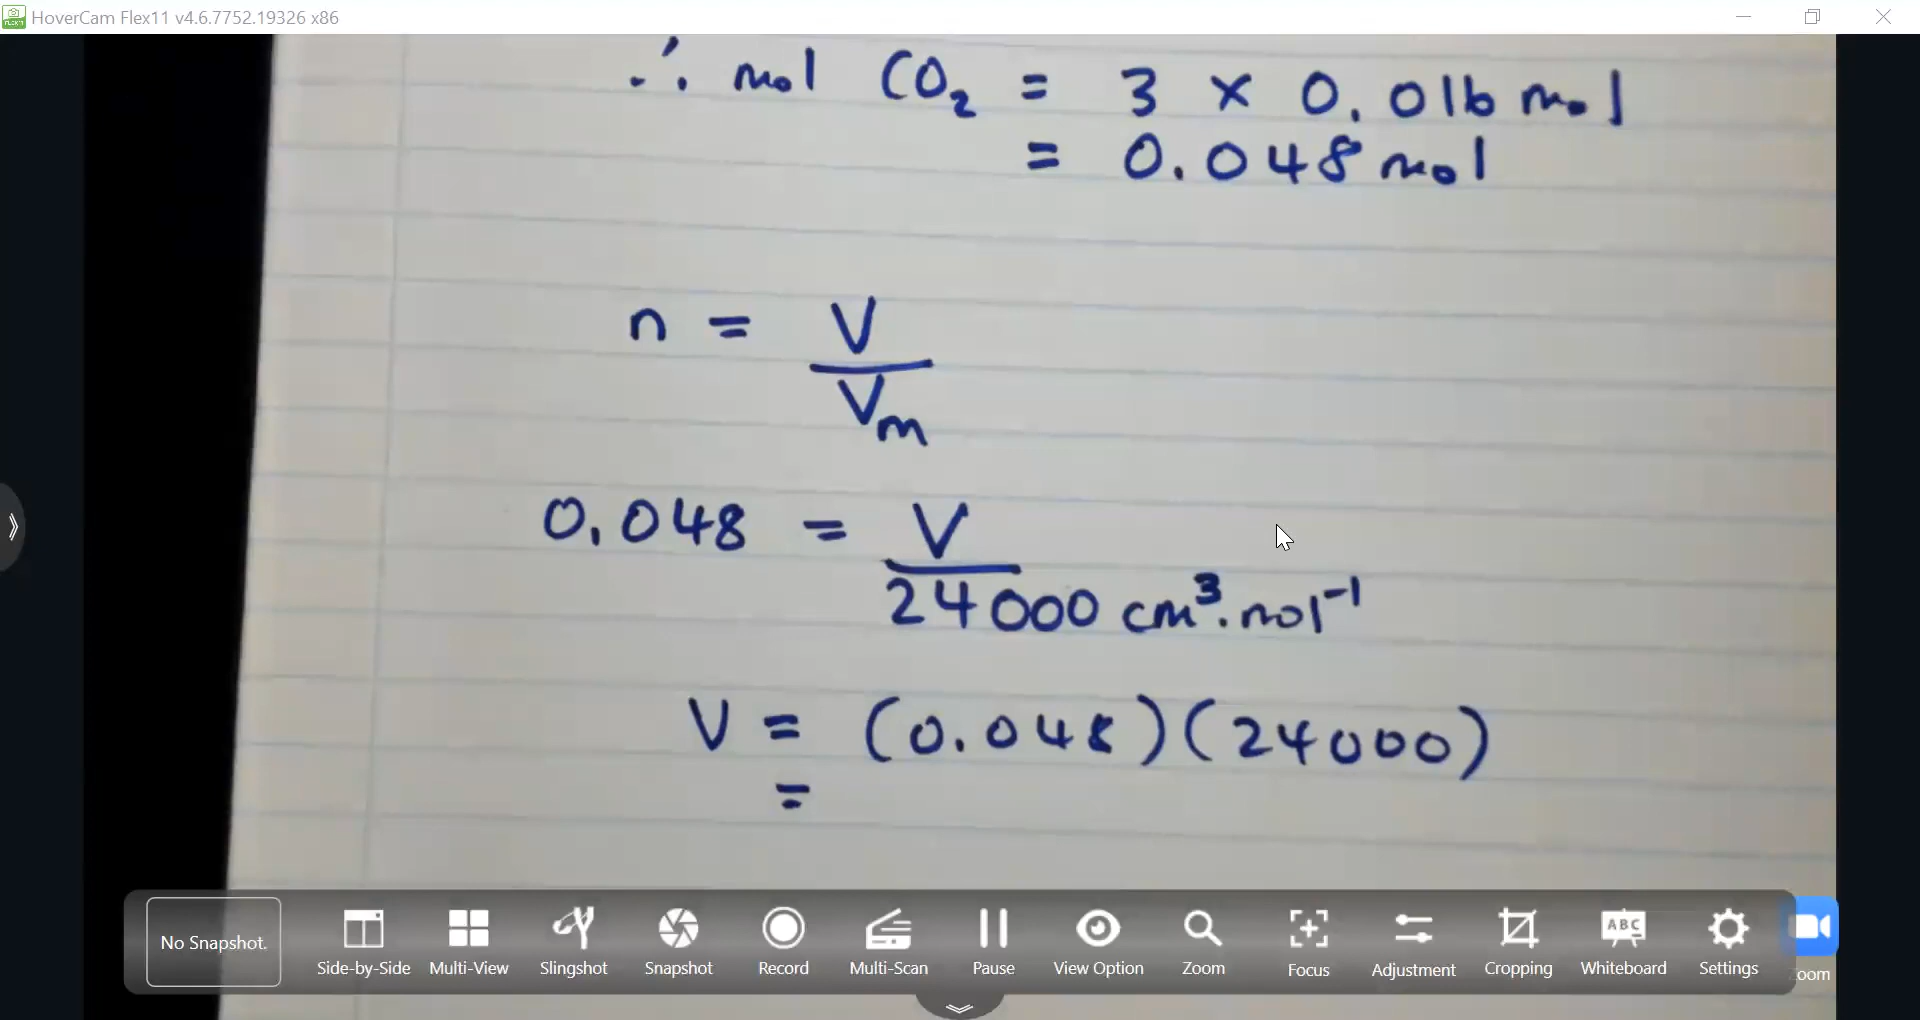 HoverCam Flex11 v4.6.7752.19326 x86
∴ mol CO₂ = 3 × 0.016 mol
= 0.048 mol
n = V
Vm
0.048 = V
24000 cm³.mol⁻¹
V = (0.048)(24000)
=
No Snapshot.
Side-by-Side Multi-View Slingshot Snapshot Record Multi-Scan Pause View Option Zoom Focus Adjustment Cropping ABC Whiteboard Settings oom